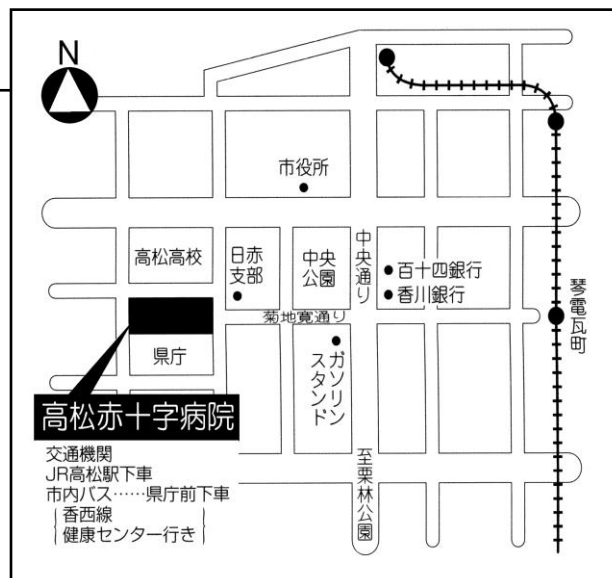 N
市役所
高松高校
日赤
支部
中央
公園
中央通り
百十四銀行
香川銀行
菊地寛通り
琴電瓦町
県庁
ガソリン
スタンド
高松赤十字病院
至栗林公園
交通機関
JR高松駅下車
市内バス……県庁前下車
香西線
健康センター行き